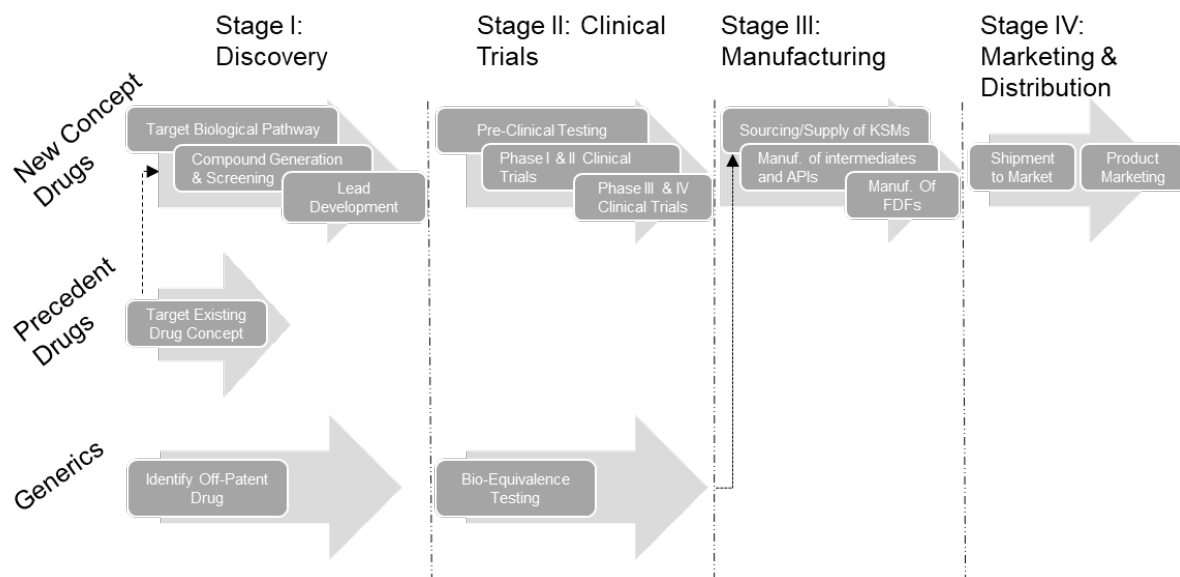 Stage I:
Discovery
Stage II: Clinical
Trials
Stage III:
Manufacturing
Stage IV:
Marketing &
Distribution
New Concept
Drugs
Target Biological Pathway
Compound Generation
& Screening
Lead
Development
Pre-Clinical Testing
Phase I & II Clinical
Trials
Phase III & IV
Clinical Trials
Sourcing/Supply of KSMs
Manuf. of intermediates
and APIs
Manuf. Of
FDFs
Shipment
to Market
Product
Marketing
Precedent
Drugs
Target Existing
Drug Concept
Generics
Identify Off-Patent
Drug
Bio-Equivalence
Testing